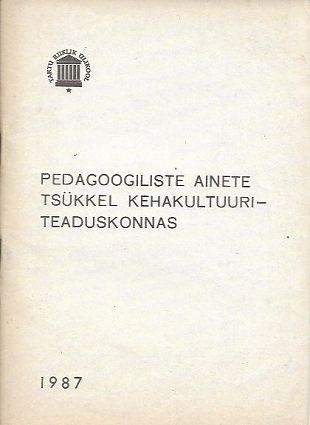 TARTU RIIKLIK ÜLIKOOL
PEDAGOOGILISTE AINETE
TSÜKKEL KEHAKULTUURI-
TEADUSKONNAS
1987